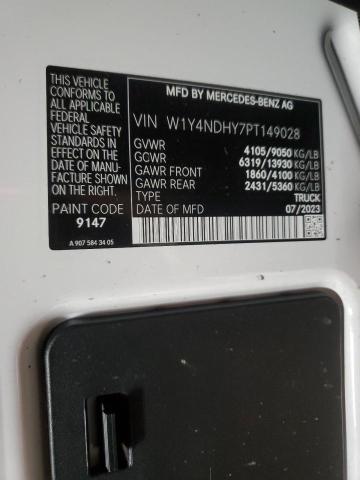 MFD BY MERCEDES-BENZ AG
THIS VEHICLE
CONFORMS TO
ALL APPLICABLE
FEDERAL
VEHICLE SAFETY
STANDARDS IN
EFFECT ON THE
DATE OF MANU-
FACTURE SHOWN
ON THE RIGHT.
PAINT CODE
9147
A 907 584 34 05
VIN W1Y4NDHY7PT149028
GVWR 4105/9050 KG/LB
GCWR 6319/13930 KG/LB
GAWR FRONT 1860/4100 KG/LB
GAWR REAR 2431/5360 KG/LB
TYPE TRUCK
DATE OF MFD 07/2023